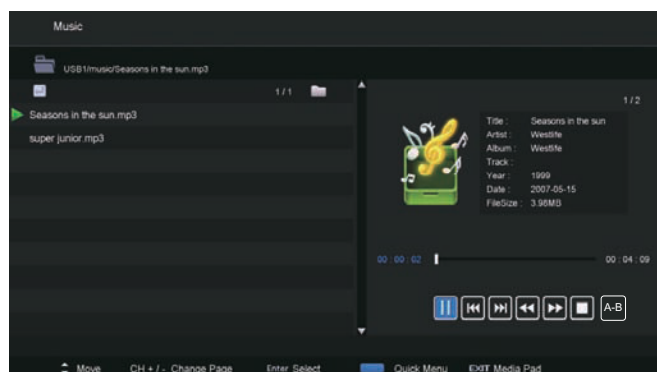 Music
USB1/music/Seasons in the sun.mp3
1/1
Seasons in the sun.mp3
super junior.mp3
1/2
Title : Seasons in the sun
Artist : Westlife
Album : Westlife
Track :
Year : 1999
Date : 2007-05-15
FileSize : 3.98MB
00 : 00 : 02
00 : 04 : 09
A-B
Move CH + / - Change Page Enter Select Quick Menu EXIT Media Pad